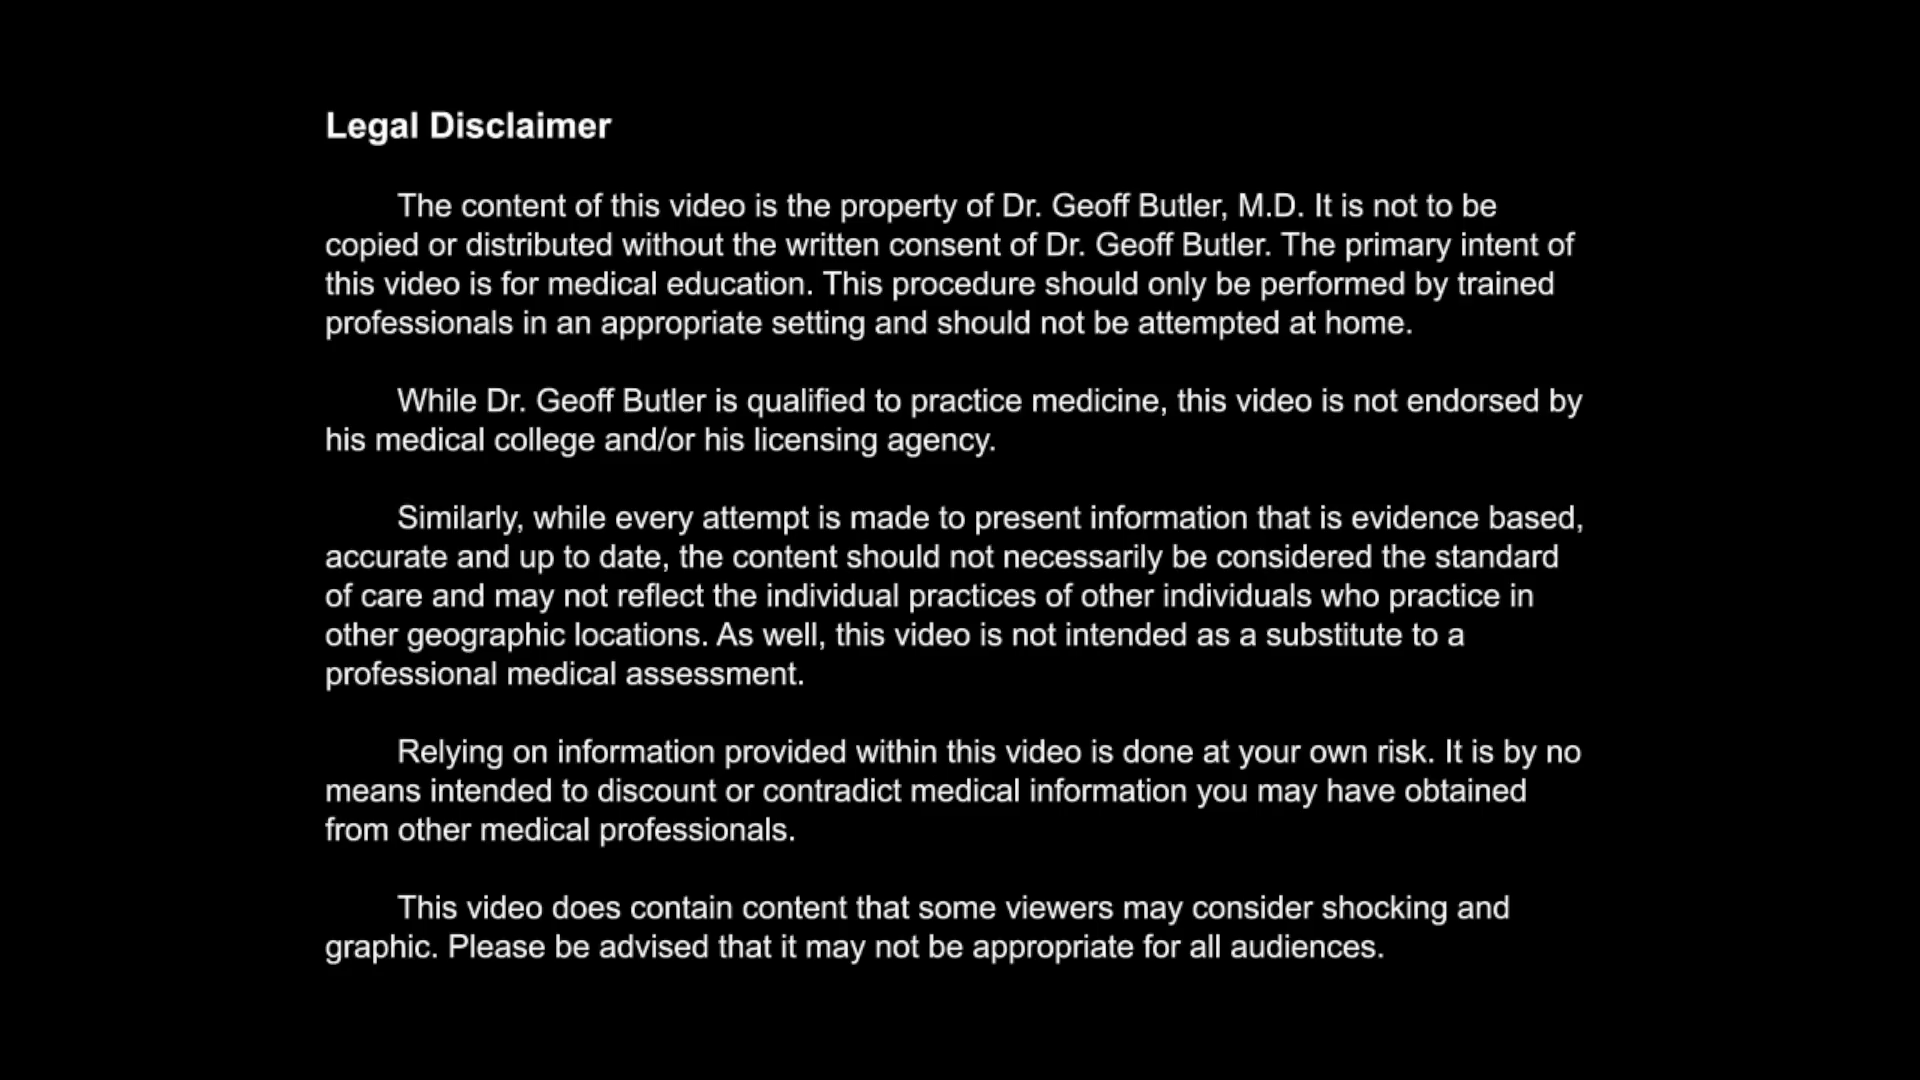 Legal Disclaimer
The content of this video is the property of Dr. Geoff Butler, M.D. It is not to be
copied or distributed without the written consent of Dr. Geoff Butler. The primary intent of
this video is for medical education. This procedure should only be performed by trained
professionals in an appropriate setting and should not be attempted at home.
While Dr. Geoff Butler is qualified to practice medicine, this video is not endorsed by
his medical college and/or his licensing agency.
Similarly, while every attempt is made to present information that is evidence based,
accurate and up to date, the content should not necessarily be considered the standard
of care and may not reflect the individual practices of other individuals who practice in
other geographic locations. As well, this video is not intended as a substitute to a
professional medical assessment.
Relying on information provided within this video is done at your own risk. It is by no
means intended to discount or contradict medical information you may have obtained
from other medical professionals.
This video does contain content that some viewers may consider shocking and
graphic. Please be advised that it may not be appropriate for all audiences.